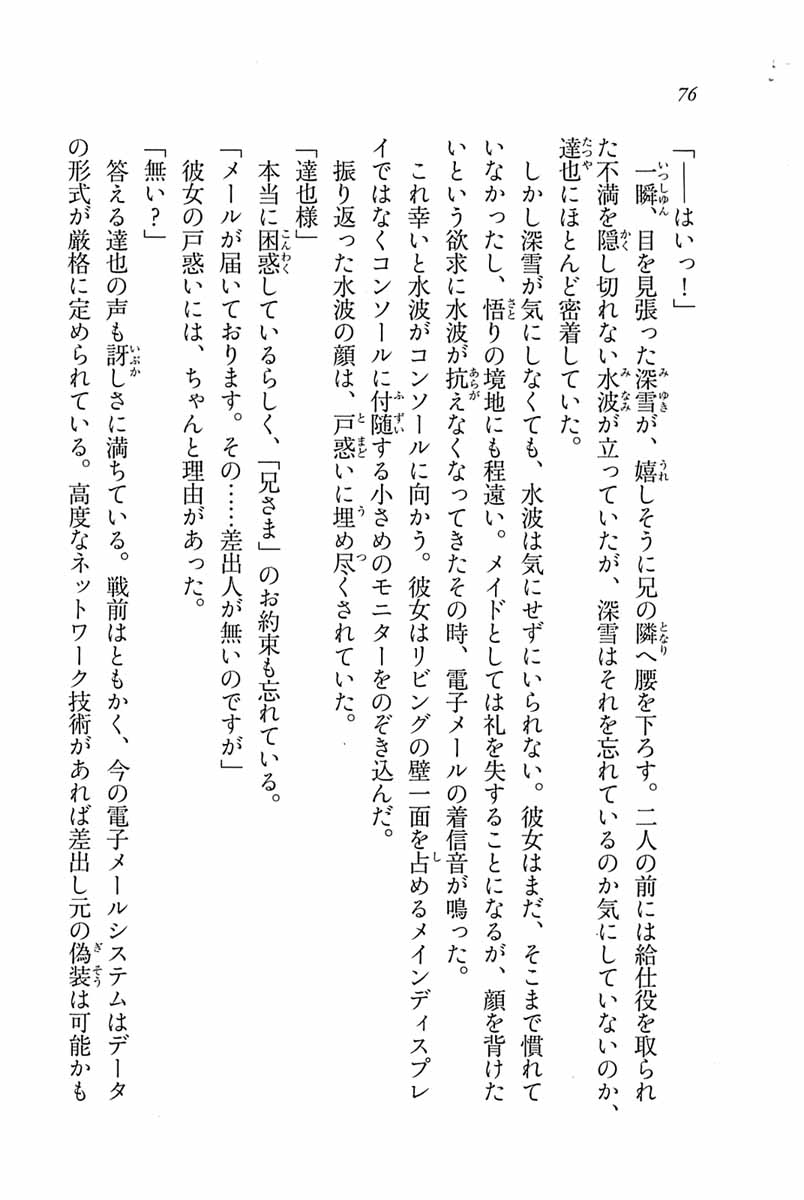 76
「――はいっ！」
一瞬、目を見張った深雪が、嬉しそうに兄の隣へ腰を下ろす。二人の前には給仕役を取られ
た不満を隠し切れない水波が立っていたが、深雪はそれを忘れているのか気にしていないのか、
達也にほとんど密着していた。
しかし深雪が気にしなくても、水波は気にせずにいられない。彼女はまだ、そこまで慣れて
いなかったし、悟りの境地にも程遠い。メイドとしては礼を失することになるが、顔を背けた
いという欲求に水波が抗えなくなってきたその時、電子メールの着信音が鳴った。
これ幸いと水波がコンソールに向かう。彼女はリビングの壁一面を占めるメインディスプレ
イではなくコンソールに付随する小さめのモニターをのぞき込んだ。
振り返った水波の顔は、戸惑いに埋め尽くされていた。
「達也様」
本当に困惑しているらしく、「兄さま」のお約束も忘れている。
「メールが届いております。その……差出人が無いのですが」
彼女の戸惑いには、ちゃんと理由があった。
「無い？」
答える達也の声も訝しさに満ちている。戦前はともかく、今の電子メールシステムはデータ
の形式が厳格に定められている。高度なネットワーク技術があれば差出し元の偽装は可能かも